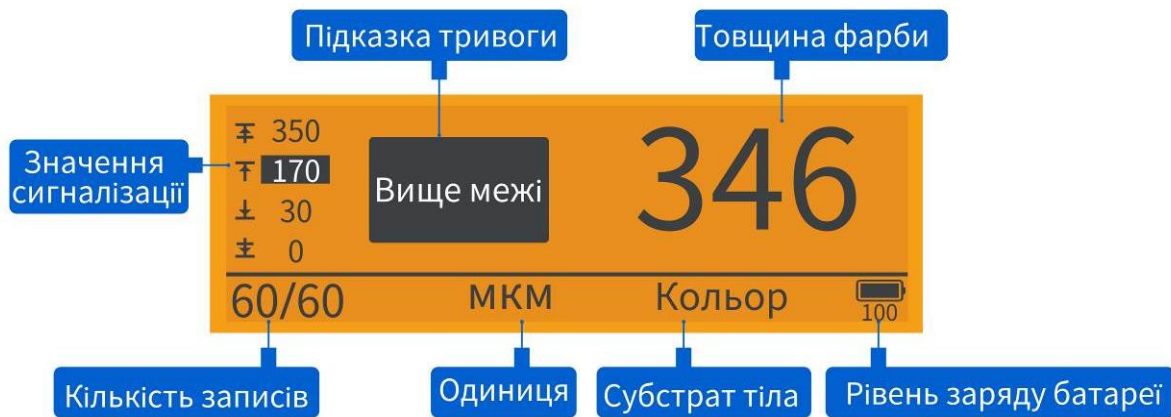 Підказка тривоги
Товщина фарби
Значення
сигналізації
350
170
30
0
Вище межі
346
60/60
мкм
Кольор
100
Кількість записів
Одиниця
Субстрат тіла
Рівень заряду батареї